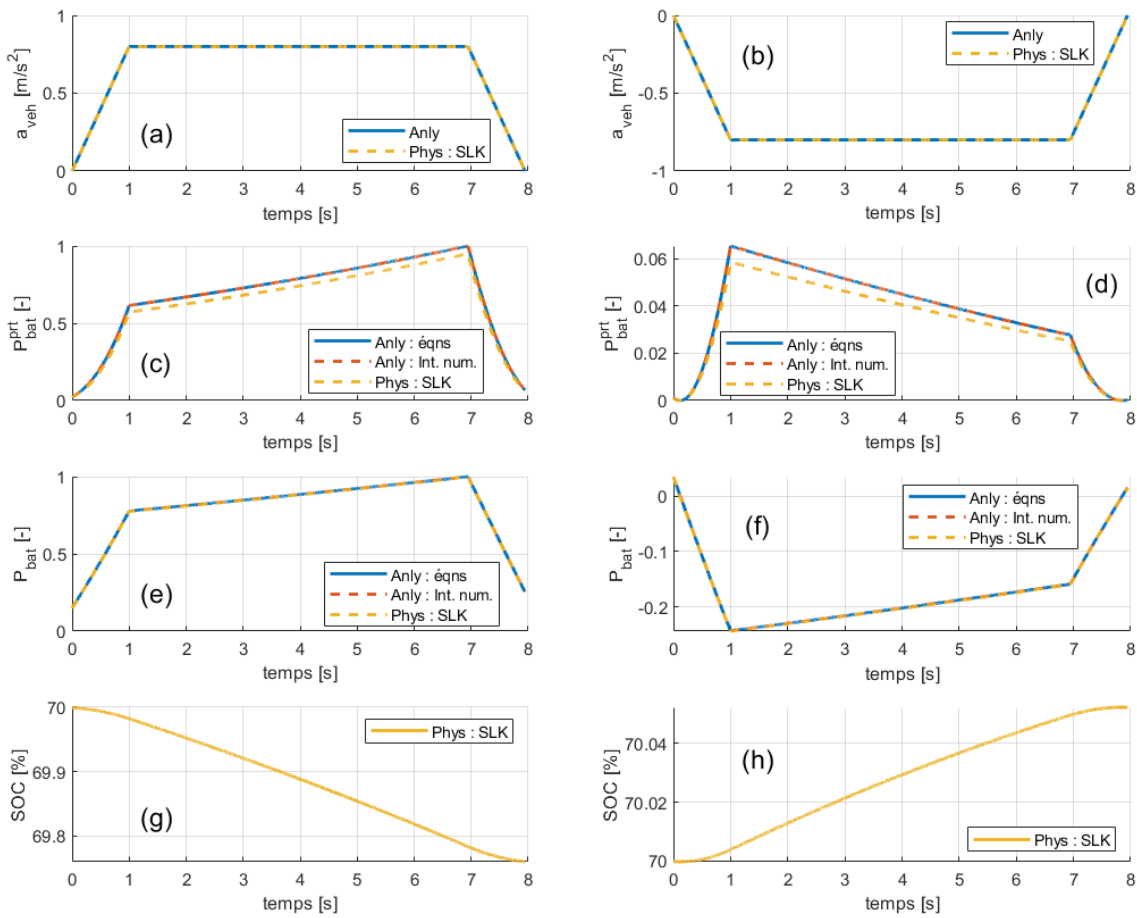 1
0.5
0
a_veh [m/s²]
(a)
Anly
Phys : SLK
0 1 2 3 4 5 6 7 8
temps [s]
0
-0.5
-1
a_veh [m/s²]
(b)
Anly
Phys : SLK
0 1 2 3 4 5 6 7 8
temps [s]
1
0.5
0
P_bat^prt [-]
(c)
Anly : éqns
Anly : Int. num.
Phys : SLK
0 1 2 3 4 5 6 7 8
temps [s]
0.06
0.04
0.02
0
P_bat^prt [-]
(d)
Anly : éqns
Anly : Int. num.
Phys : SLK
0 1 2 3 4 5 6 7 8
temps [s]
1
0.5
0
P_bat [-]
(e)
Anly : éqns
Anly : Int. num.
Phys : SLK
0 1 2 3 4 5 6 7 8
temps [s]
0
-0.1
-0.2
P_bat [-]
(f)
Anly : éqns
Anly : Int. num.
Phys : SLK
0 1 2 3 4 5 6 7 8
temps [s]
70
69.9
69.8
SOC [%]
(g)
Phys : SLK
0 1 2 3 4 5 6 7 8
temps [s]
70.04
70.02
70
SOC [%]
(h)
Phys : SLK
0 1 2 3 4 5 6 7 8
temps [s]